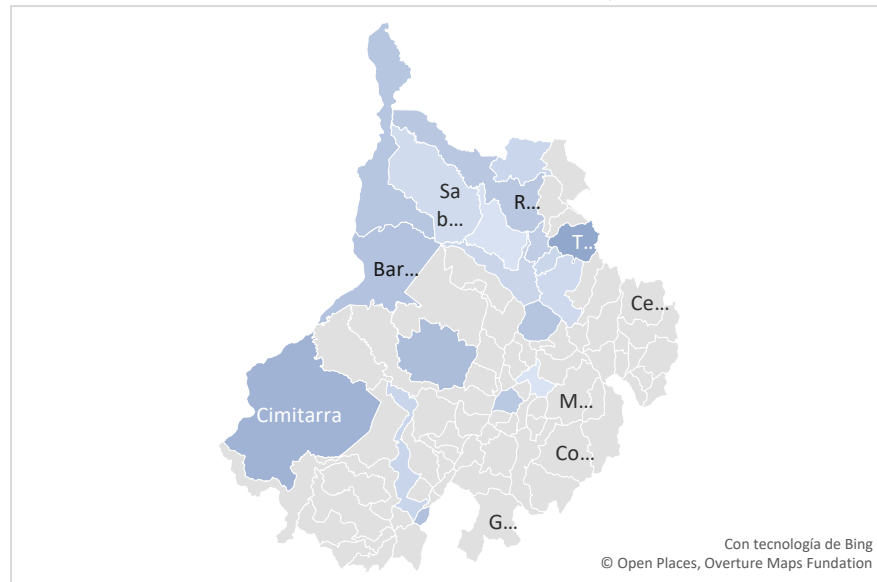 Sa
b...
R...
T...
Bar...
Ce...
Cimitarra
M...
Co...
G...
Con tecnología de Bing
© Open Places, Overture Maps Fundation